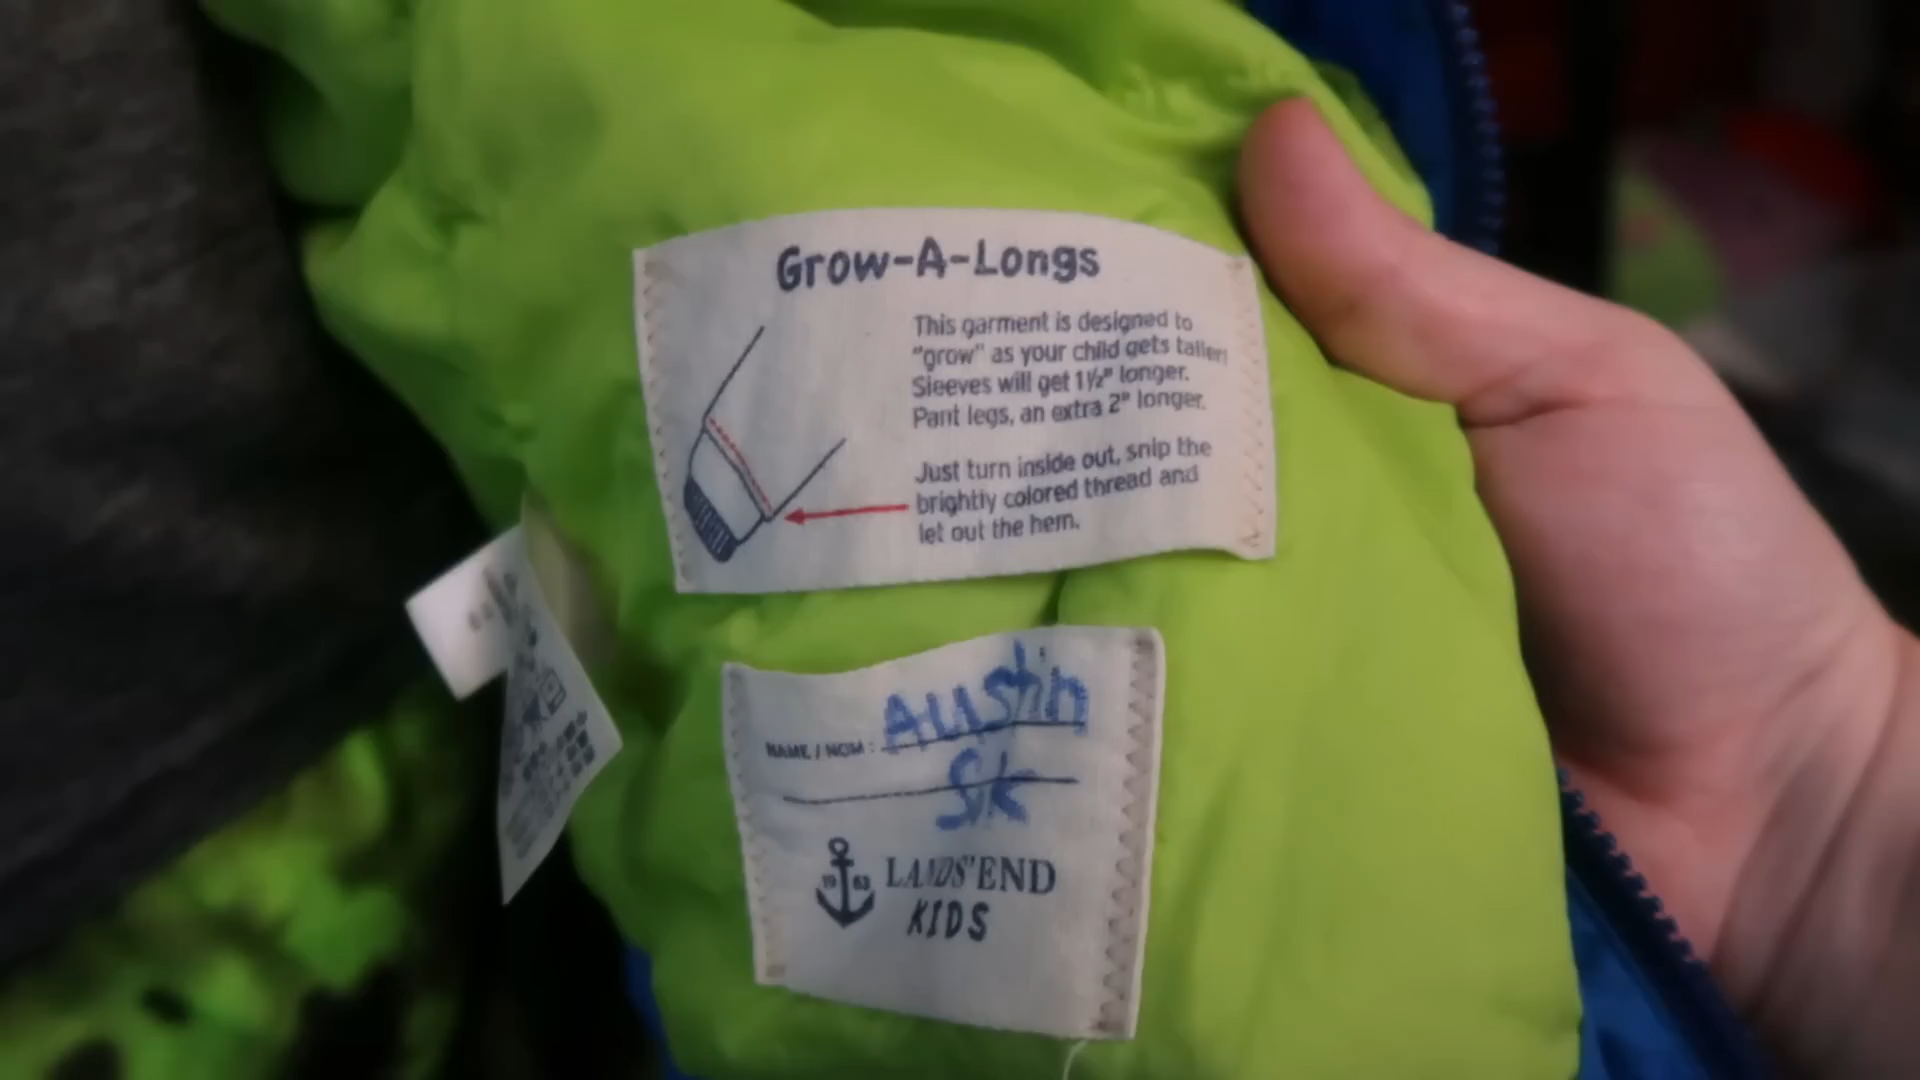 Grow-A-Longs
This garment is designed to
"grow" as your child gets taller!
Sleeves will get 1½" longer.
Pant legs, an extra 2" longer.
Just turn inside out, snip the
brightly colored thread and
let out the hem.
NAME / NOM : Austin
SK
19 63
LANDS' END
KIDS